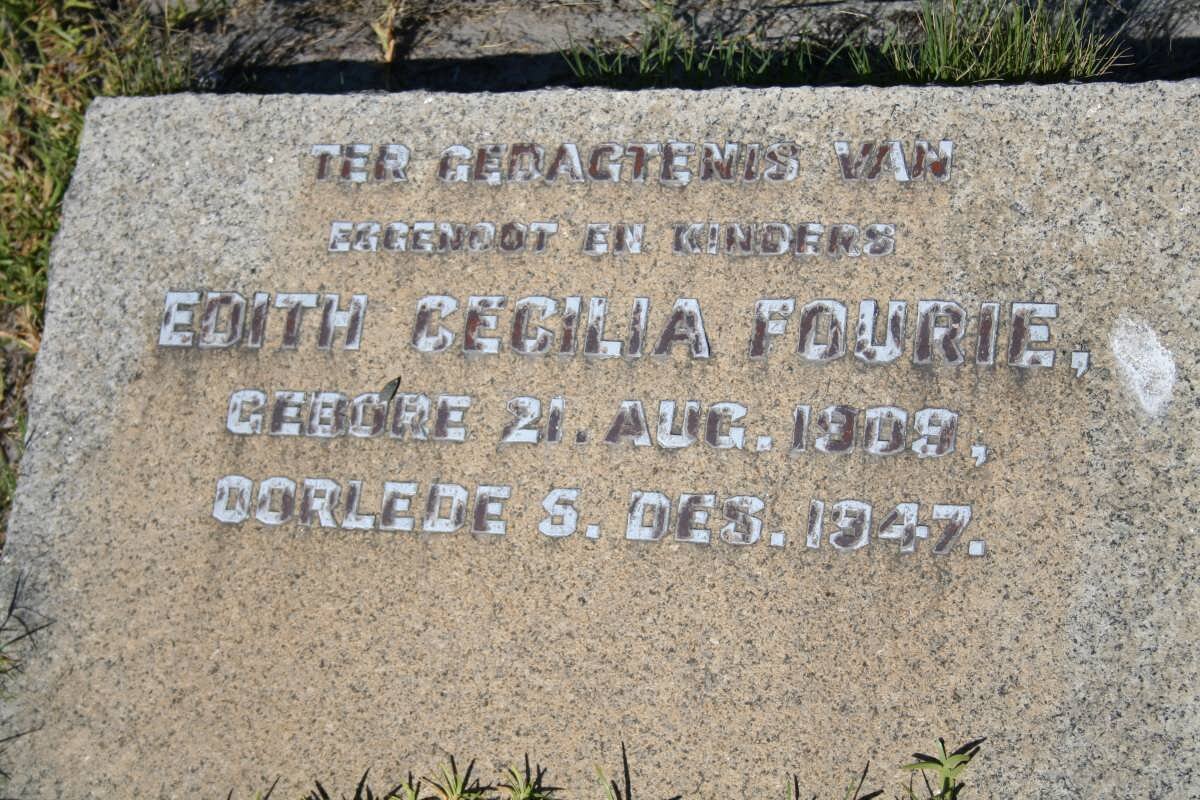 TER GEDAGTENIS VAN
EGGENOOT EN KINDERS
EDITH CECILIA FOURIE,
GEBORE 21. AUG. 1909,
OORLEDE 5. DES. 1947.